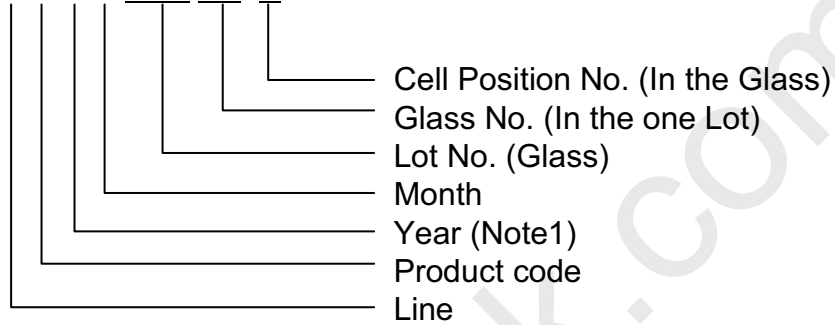 Cell Position No. (In the Glass)
Glass No. (In the one Lot)
Lot No. (Glass)
Month
Year (Note1)
Product code
Line